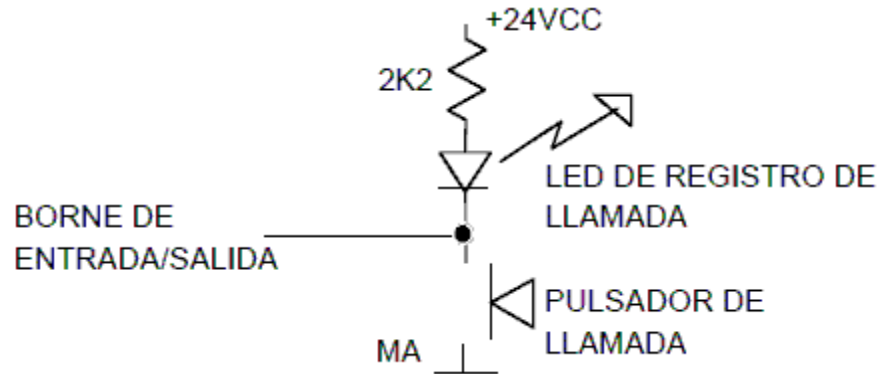 +24VCC
2K2
LED DE REGISTRO DE
LLAMADA
BORNE DE
ENTRADA/SALIDA
PULSADOR DE
LLAMADA
MA